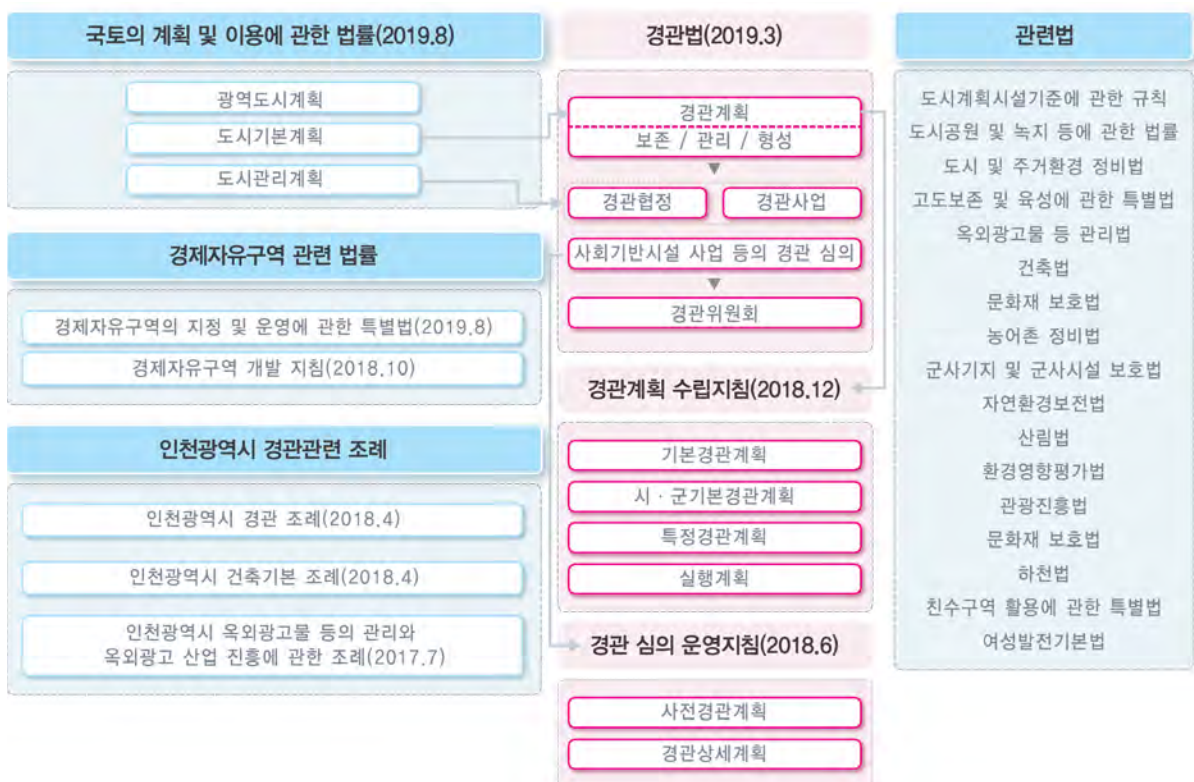 국토의 계획 및 이용에 관한 법률(2019.8)
광역도시계획
도시기본계획
도시관리계획
경제자유구역 관련 법률
경제자유구역의 지정 및 운영에 관한 특별법(2019.8)
경제자유구역 개발 지침(2018.10)
인천광역시 경관관련 조례
인천광역시 경관 조례(2018.4)
인천광역시 건축기본 조례(2018.4)
인천광역시 옥외광고물 등의 관리와
옥외광고 산업 진흥에 관한 조례(2017.7)
경관법(2019.3)
경관계획
보존 / 관리 / 형성
경관협정
경관사업
사회기반시설 사업 등의 경관 심의
경관위원회
경관계획 수립지침(2018.12)
기본경관계획
시 · 군기본경관계획
특정경관계획
실행계획
경관 심의 운영지침(2018.6)
사전경관계획
경관상세계획
관련법
도시계획시설기준에 관한 규칙
도시공원 및 녹지 등에 관한 법률
도시 및 주거환경 정비법
고도보존 및 육성에 관한 특별법
옥외광고물 등 관리법
건축법
문화재 보호법
농어촌 정비법
군사기지 및 군사시설 보호법
자연환경보전법
산림법
환경영향평가법
관광진흥법
문화재 보호법
하천법
친수구역 활용에 관한 특별법
여성발전기본법